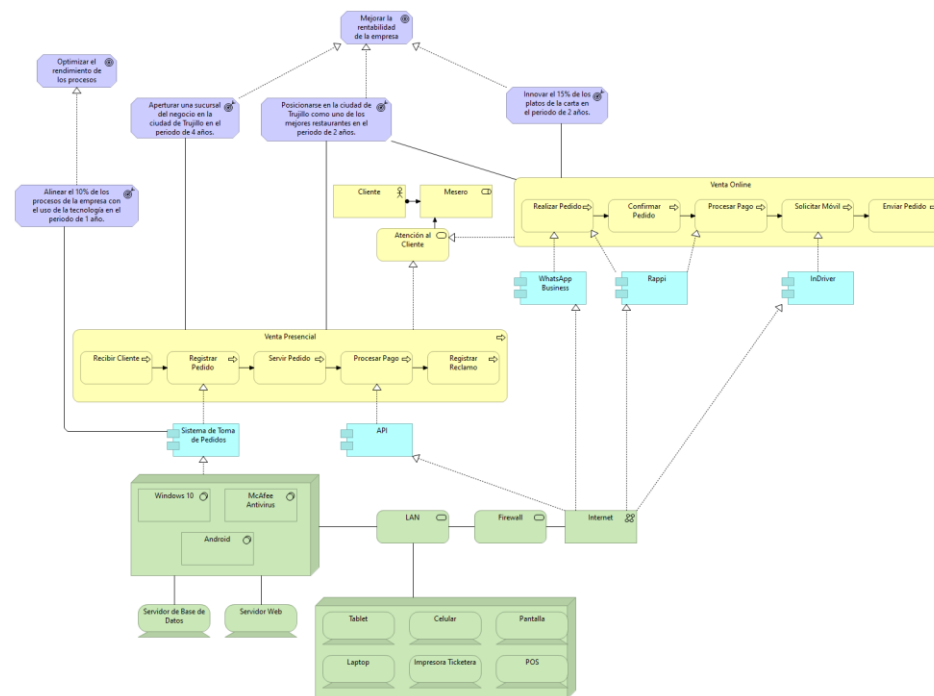 Mejorar la
rentabilidad
de la empresa
Optimizar el
rendimiento de
los procesos
Aperturar una sucursal
del negocio en la
ciudad de Trujillo en el
periodo de 4 años.
Posicionarse en la ciudad de
Trujillo como uno de los
mejores restaurantes en el
periodo de 2 años.
Innovar el 15% de los
platos de la carta en
el periodo de 2 años.
Alinear el 10% de los
procesos de la empresa con
el uso de la tecnología en el
periodo de 1 año.
Cliente
Mesero
Atención al
Cliente
Venta Online
Realizar Pedido
Confirmar
Pedido
Procesar Pago
Solicitar Móvil
Enviar Pedido
WhatsApp
Business
Rappi
InDriver
Venta Presencial
Recibir Cliente
Registrar
Pedido
Servir Pedido
Procesar Pago
Registrar
Reclamo
Sistema de Toma
de Pedidos
API
Windows 10
McAfee
Antivirus
Android
LAN
Firewall
Internet
Servidor de Base de
Datos
Servidor Web
Tablet
Celular
Pantalla
Laptop
Impresora Ticketera
POS